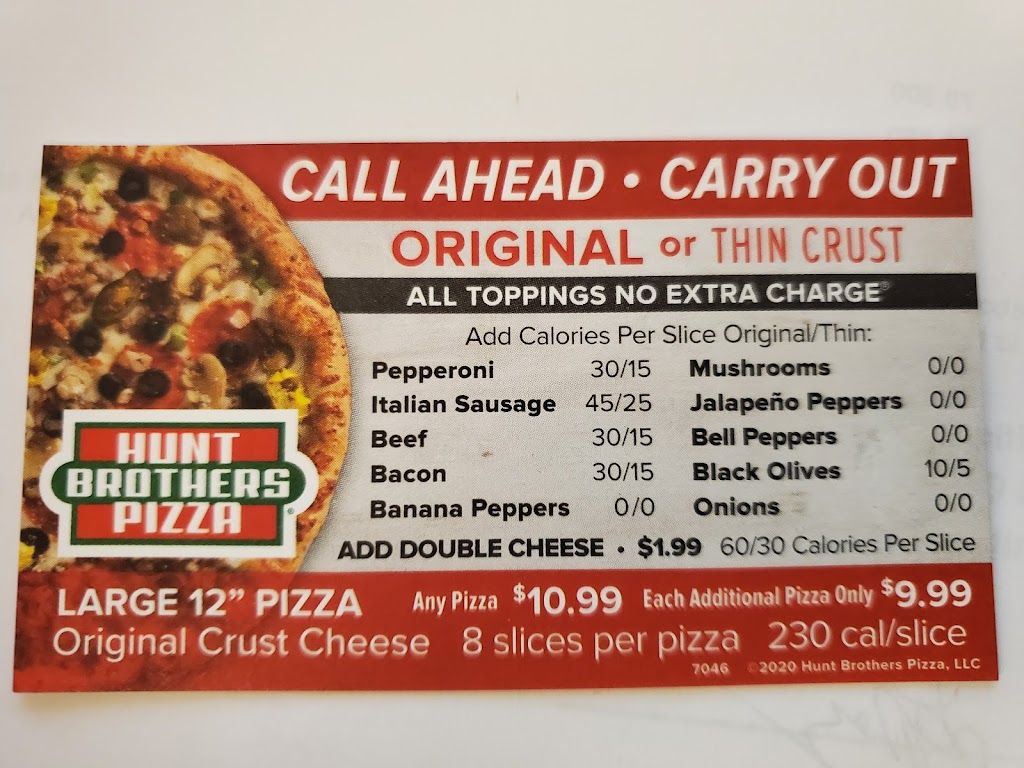 CALL AHEAD • CARRY OUT
ORIGINAL or THIN CRUST
ALL TOPPINGS NO EXTRA CHARGE®
Add Calories Per Slice Original/Thin:
Pepperoni 30/15 Mushrooms 0/0
Italian Sausage 45/25 Jalapeño Peppers 0/0
Beef 30/15 Bell Peppers 0/0
Bacon 30/15 Black Olives 10/5
Banana Peppers 0/0 Onions 0/0
ADD DOUBLE CHEESE • $1.99 60/30 Calories Per Slice
HUNT
BROTHERS
PIZZA®
LARGE 12” PIZZA Any Pizza $10.99 Each Additional Pizza Only $9.99
Original Crust Cheese 8 slices per pizza 230 cal/slice
7046 ©2020 Hunt Brothers Pizza, LLC